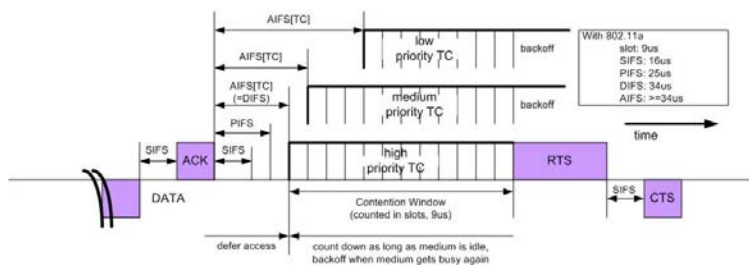 AIFS[TC]
low
priority TC
backoff
With 802.11a
slot: 9us
SIFS: 16us
PIFS: 25us
DIFS: 34us
AIFS: >=34us
AIFS[TC]
AIFS[TC]
(=DIFS)
medium
priority TC
backoff
time
PIFS
SIFS
ACK
SIFS
high
priority TC
RTS
DATA
Contention Window
(counted in slots, 9us)
SIFS
CTS
defer access
count down as long as medium is idle,
backoff when medium gets busy again